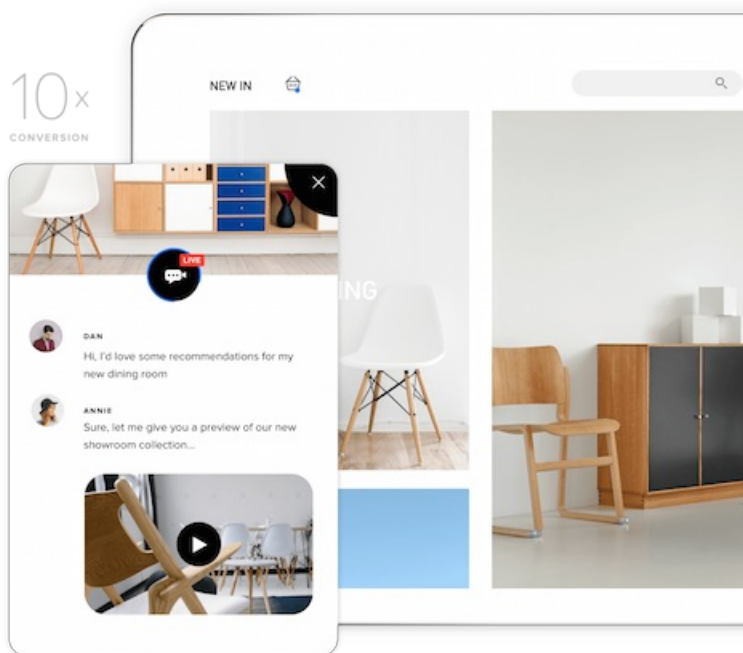 10x
CONVERSION
NEW IN
ING
LIVE
DAN
Hi, I'd love some recommendations for my
new dining room
ANNIE
Sure, let me give you a preview of our new
showroom collection...